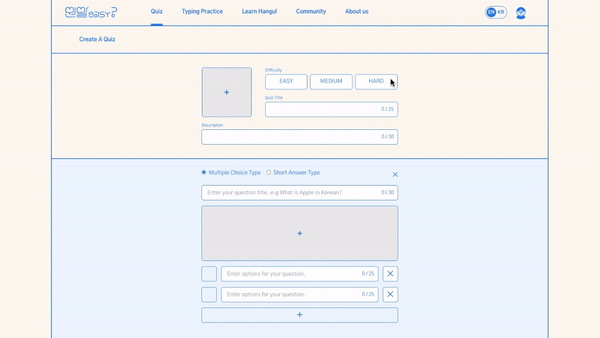 easy?
Quiz
Typing Practice
Learn Hangul
Community
About us
EN KR
Create A Quiz
Difficulty
EASY
MEDIUM
HARD
Quiz Title
0 / 25
Description
0 / 30
Multiple Choice Type
Short Answer Type
Enter your question title. e.g What is Apple in Korean?
0 / 30
Enter options for your question.
0 / 25
Enter options for your question.
0 / 25